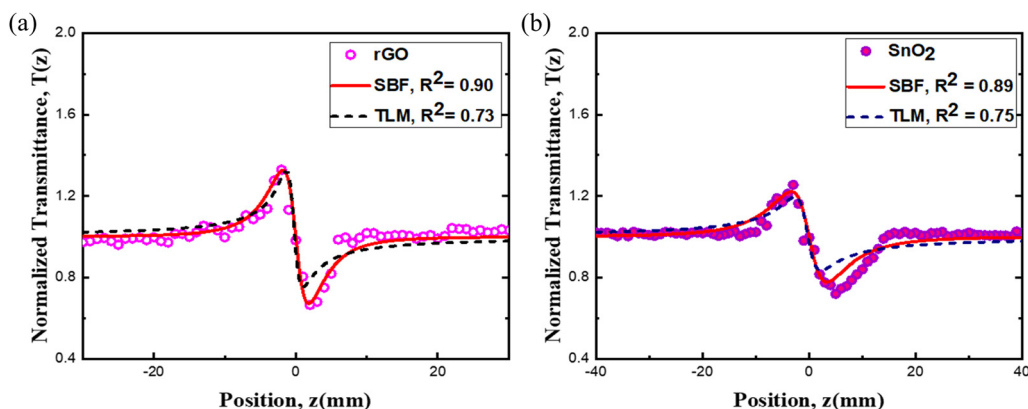 (a)
Normalized Transmittance, T(z)
2.0
1.6
1.2
0.8
0.4
rGO
SBF, R²= 0.90
TLM, R²= 0.73
-20
0
20
Position, z(mm)
(b)
Normalized Transmittance, T(z)
2.0
1.6
1.2
0.8
0.4
SnO₂
SBF, R²= 0.89
TLM, R²= 0.75
-40
-20
0
20
40
Position, z(mm)